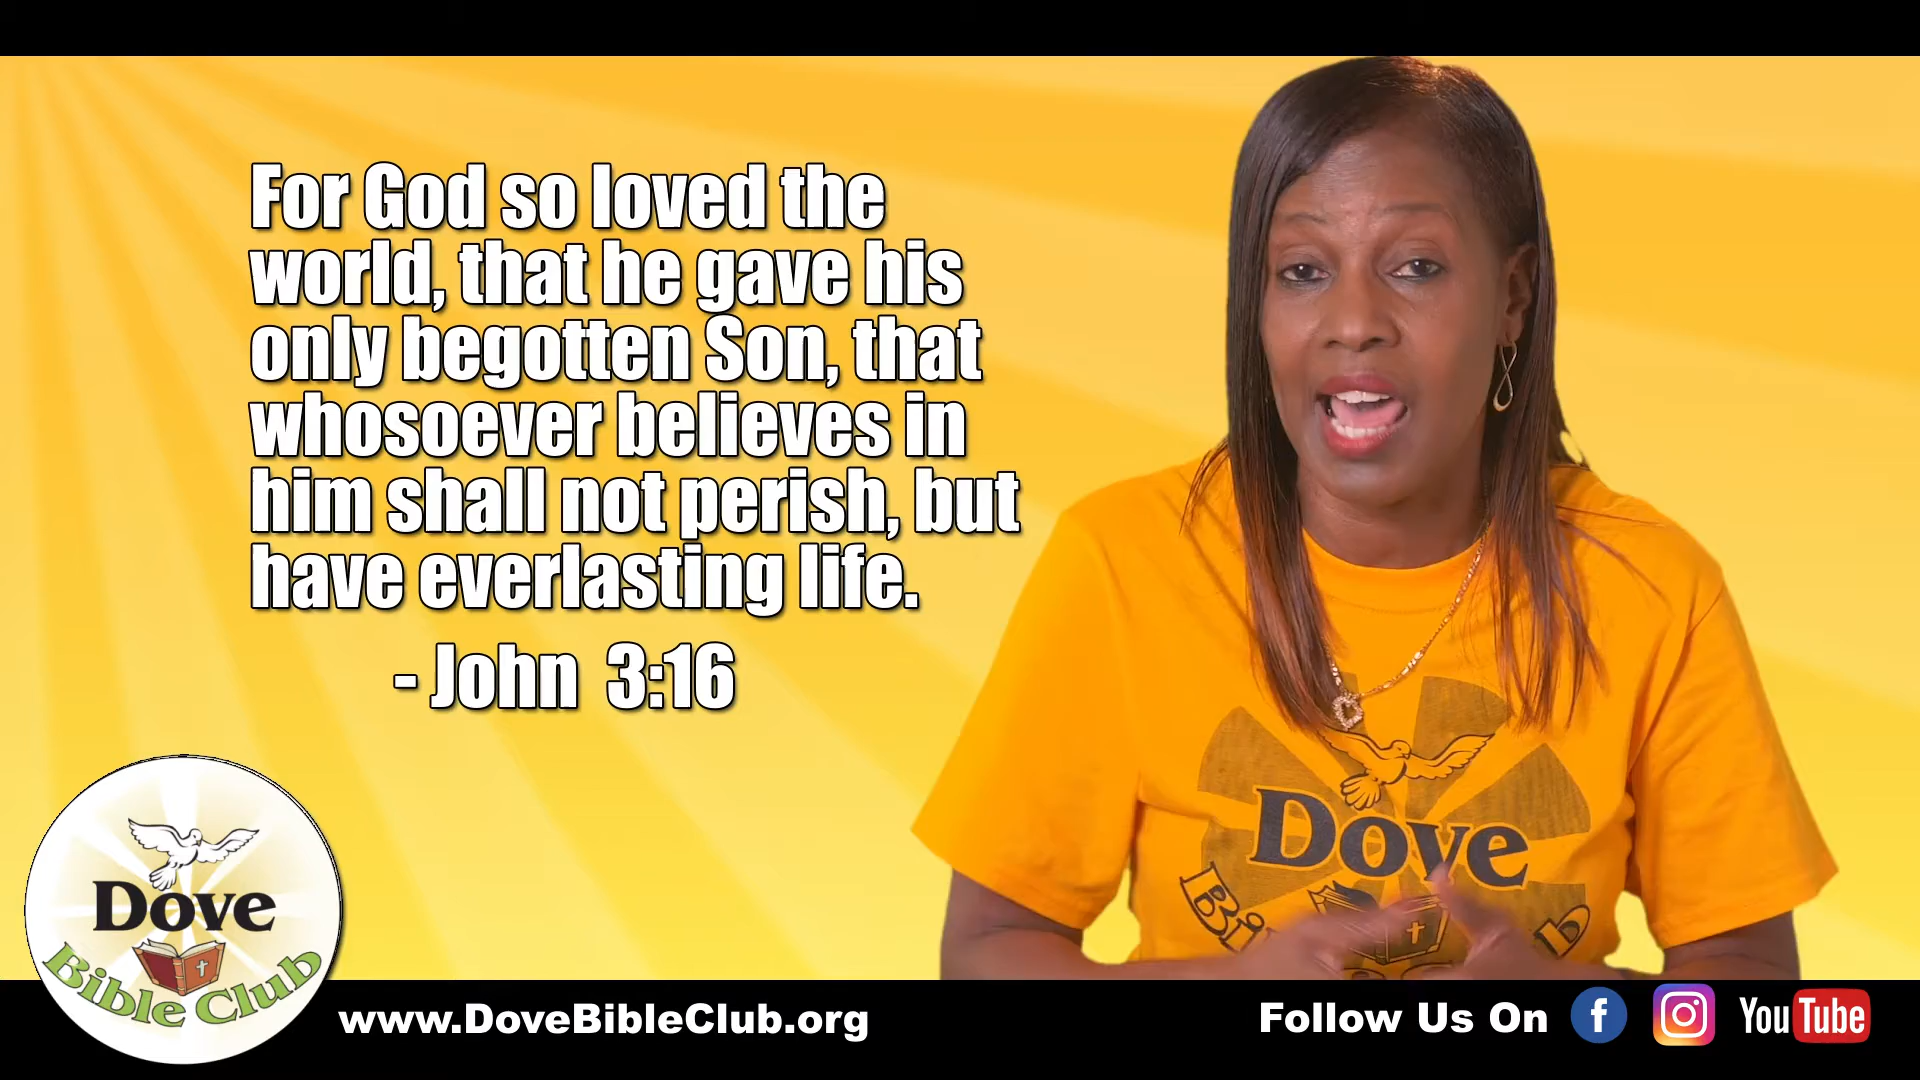 For God so loved the
world, that he gave his
only begotten Son, that
whosoever believes in
him shall not perish, but
have everlasting life.
- John 3:16
Dove
Dove
Bible Club
www.DoveBibleClub.org
Follow Us On
f
YouTube